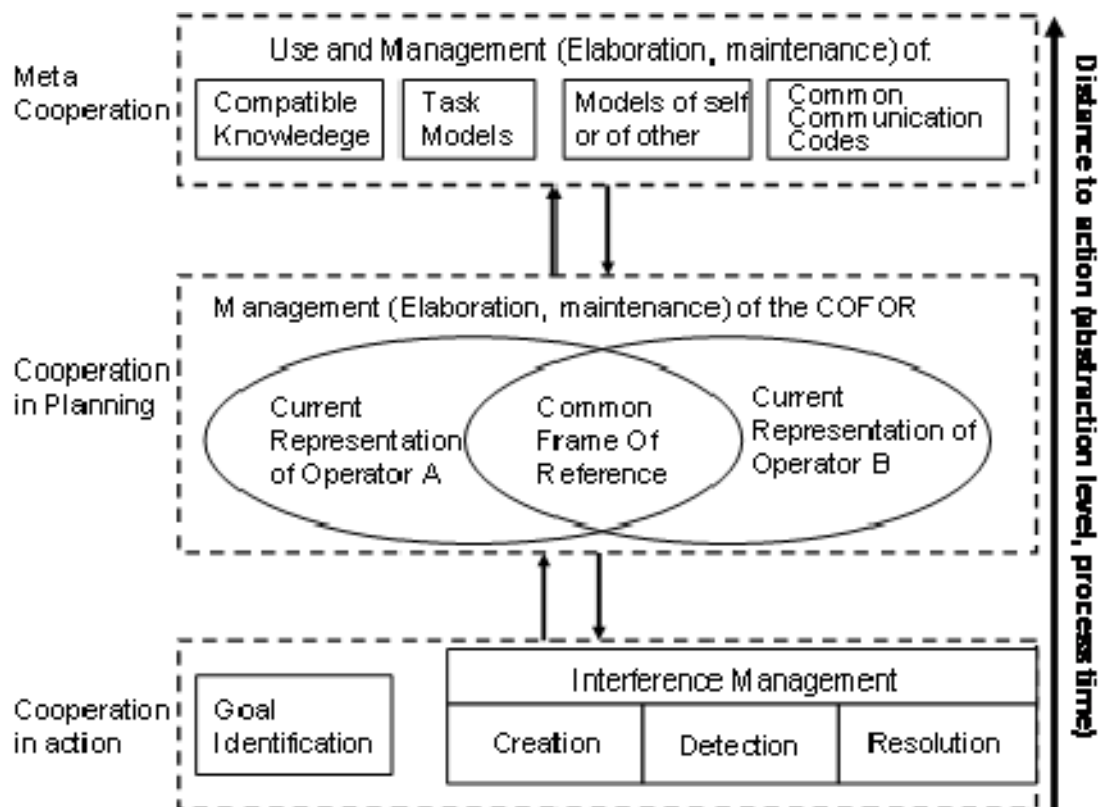 Use and Management (Elaboration, maintenance) of:
Meta
Cooperation
Compatible
Knowledege
Task
Models
Models of self
or of other
Common
Communication
Codes
Management (Elaboration, maintenance) of the COFOR
Cooperation
in Planning
Current
Representation
of Operator A
Common
Frame Of
Reference
Current
Representation of
Operator B
Cooperation
in action
Goal
Identification
Interference Management
Creation
Detection
Resolution
Distance to action (abstraction level, process time)